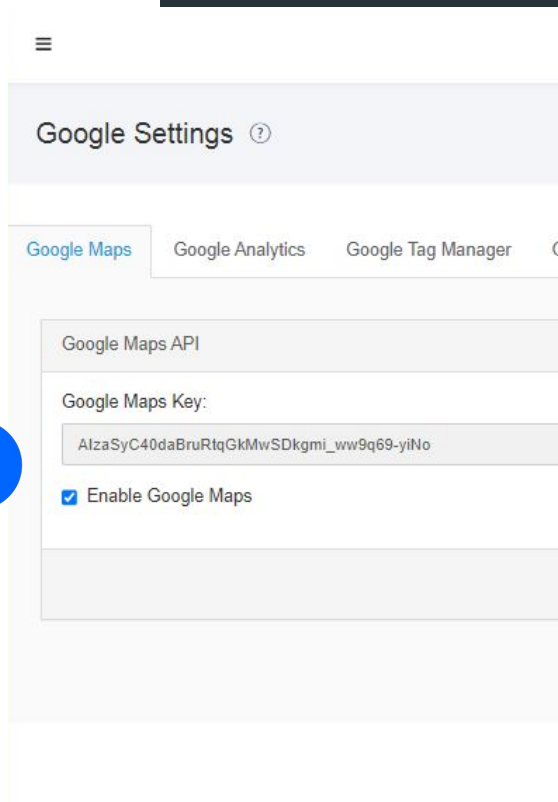 Google Settings
Google Maps Google Analytics Google Tag Manager
Google Maps API
Google Maps Key:
AIzaSyC40daBruRtqGkMwSDkgmi_ww9q69-yiNo
Enable Google Maps